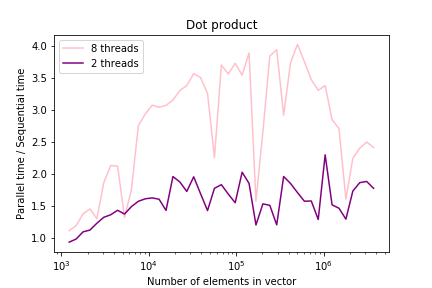 Dot product
8 threads
2 threads
Parallel time / Sequential time
4.0
3.5
3.0
2.5
2.0
1.5
1.0
10³
10⁴
10⁵
10⁶
Number of elements in vector